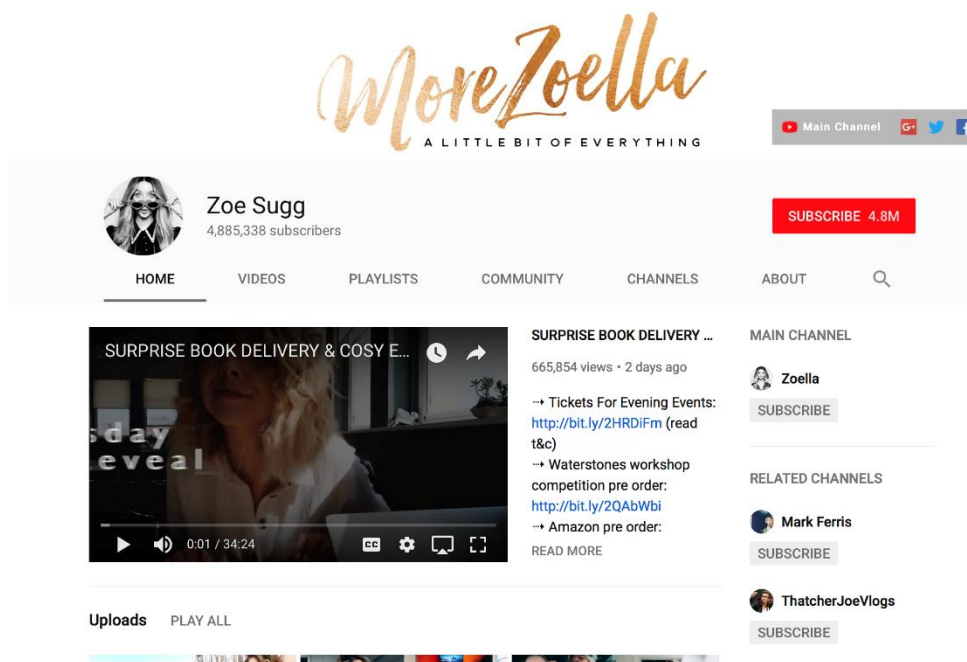 MoreZoella
A LITTLE BIT OF EVERYTHING
Main Channel
G+
Zoe Sugg
4,885,338 subscribers
SUBSCRIBE 4.8M
HOME VIDEOS PLAYLISTS COMMUNITY CHANNELS ABOUT
SURPRISE BOOK DELIVERY & COSY E...
sday
eveal
0:01 / 34:24
CC
SURPRISE BOOK DELIVERY ...
665,854 views • 2 days ago
⤑ Tickets For Evening Events:
http://bit.ly/2HRDiFm (read
t&c)
⤑ Waterstones workshop
competition pre order:
http://bit.ly/2QAbWbi
⤑ Amazon pre order:
READ MORE
MAIN CHANNEL
Zoella
SUBSCRIBE
RELATED CHANNELS
Mark Ferris
SUBSCRIBE
ThatcherJoeVlogs
SUBSCRIBE
Uploads PLAY ALL